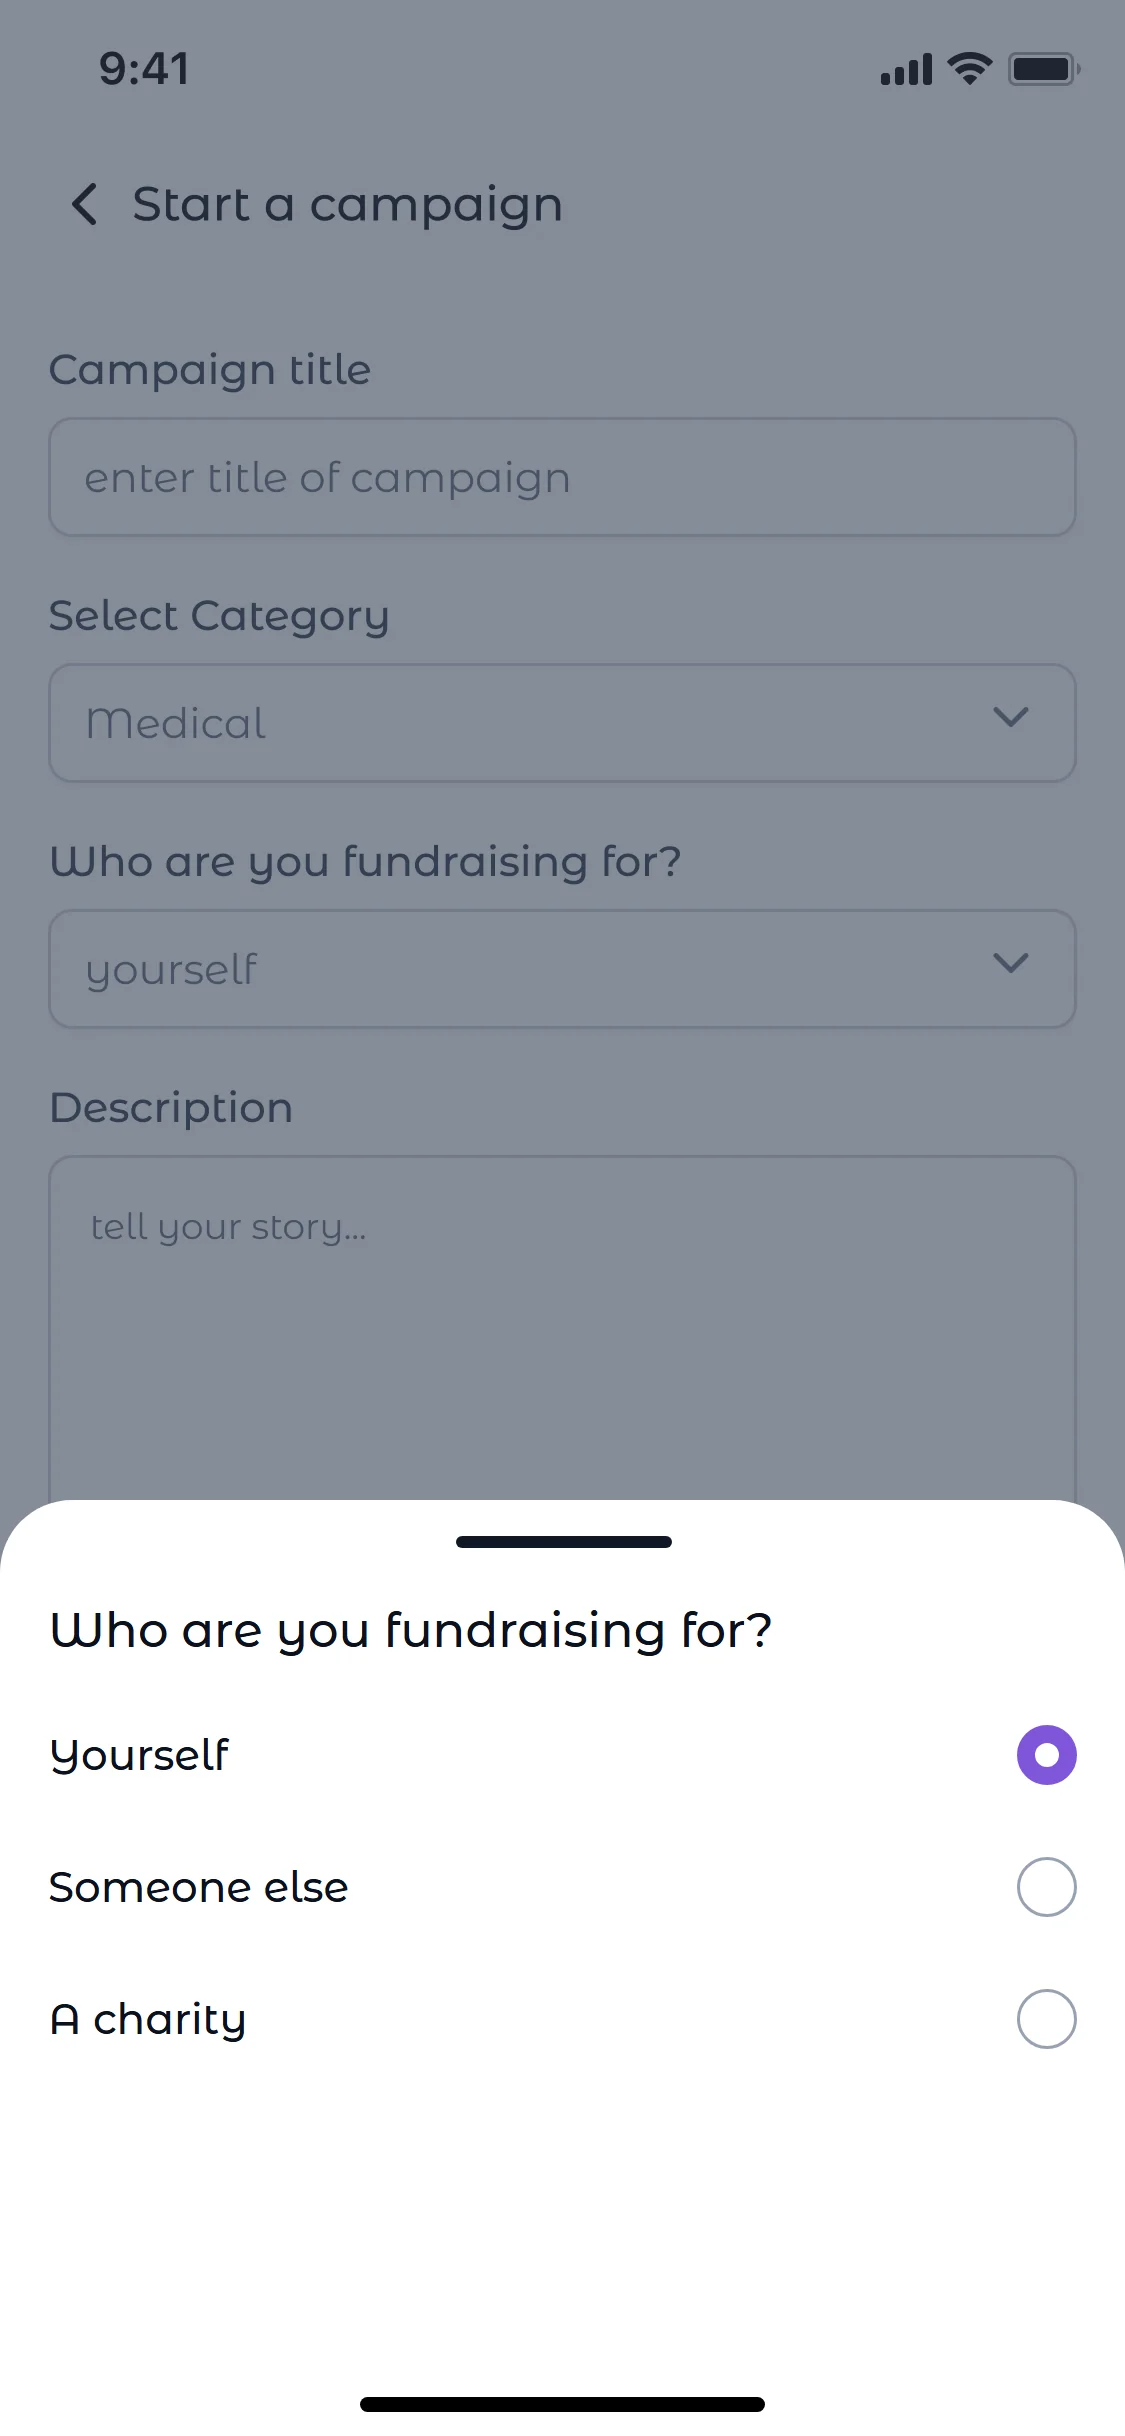 9:41
Start a campaign
Campaign title
enter title of campaign
Select Category
Medical
Who are you fundraising for?
yourself
Description
tell your story...
Who are you fundraising for?
Yourself
Someone else
A charity